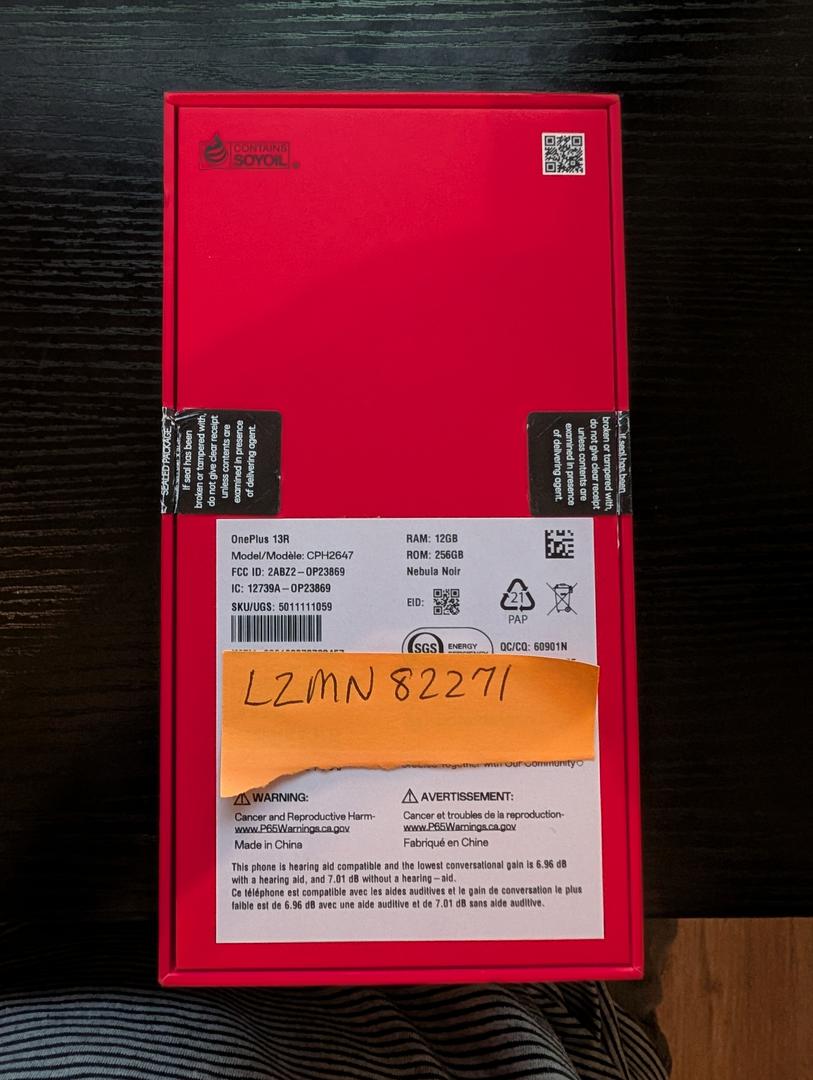 CONTAINS
SOYOIL
SEALED PACKAGE
If seal has been
broken or tampered with,
do not give clear receipt
unless contents are
examined in presence
of delivering agent.
If seal has been
broken or tampered with,
do not give clear receipt
unless contents are
examined in presence
of delivering agent.
OnePlus 13R
Model/Modèle: CPH2647
FCC ID: 2ABZ2-OP23869
IC: 12739A-OP23869
SKU/UGS: 5011111059
RAM: 12GB
ROM: 256GB
Nebula Noir
EID:
21
PAP
SGS
ENERGY
QC/CQ: 60901N
LZMN 82271
Together with Our Community
WARNING:
Cancer and Reproductive Harm-
www.P65Warnings.ca.gov
Made in China
AVERTISSEMENT:
Cancer et troubles de la reproduction-
www.P65Warnings.ca.gov
Fabriqué en Chine
This phone is hearing aid compatible and the lowest conversational gain is 6.96 dB
with a hearing aid, and 7.01 dB without a hearing-aid.
Ce téléphone est compatible avec les aides auditives et le gain de conversation le plus
faible est de 6.96 dB avec une aide auditive et de 7.01 dB sans aide auditive.